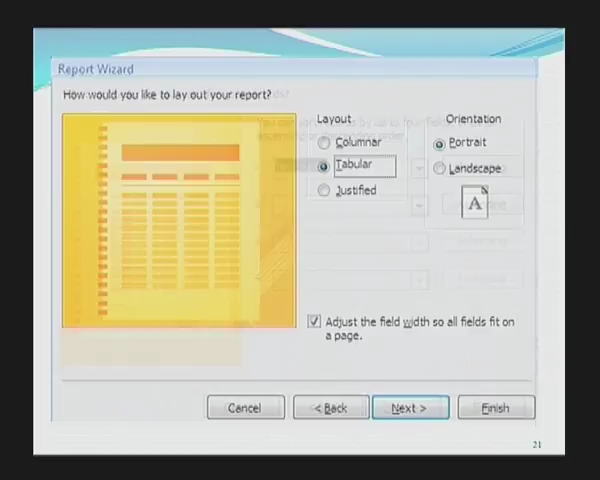 Report Wizard
How would you like to lay out your report?
Layout
Orientation
Columnar
Portrait
Tabular
Landscape
Justified
A
Adjust the field width so all fields fit on
a page.
Cancel
< Back
Next >
Finish
21